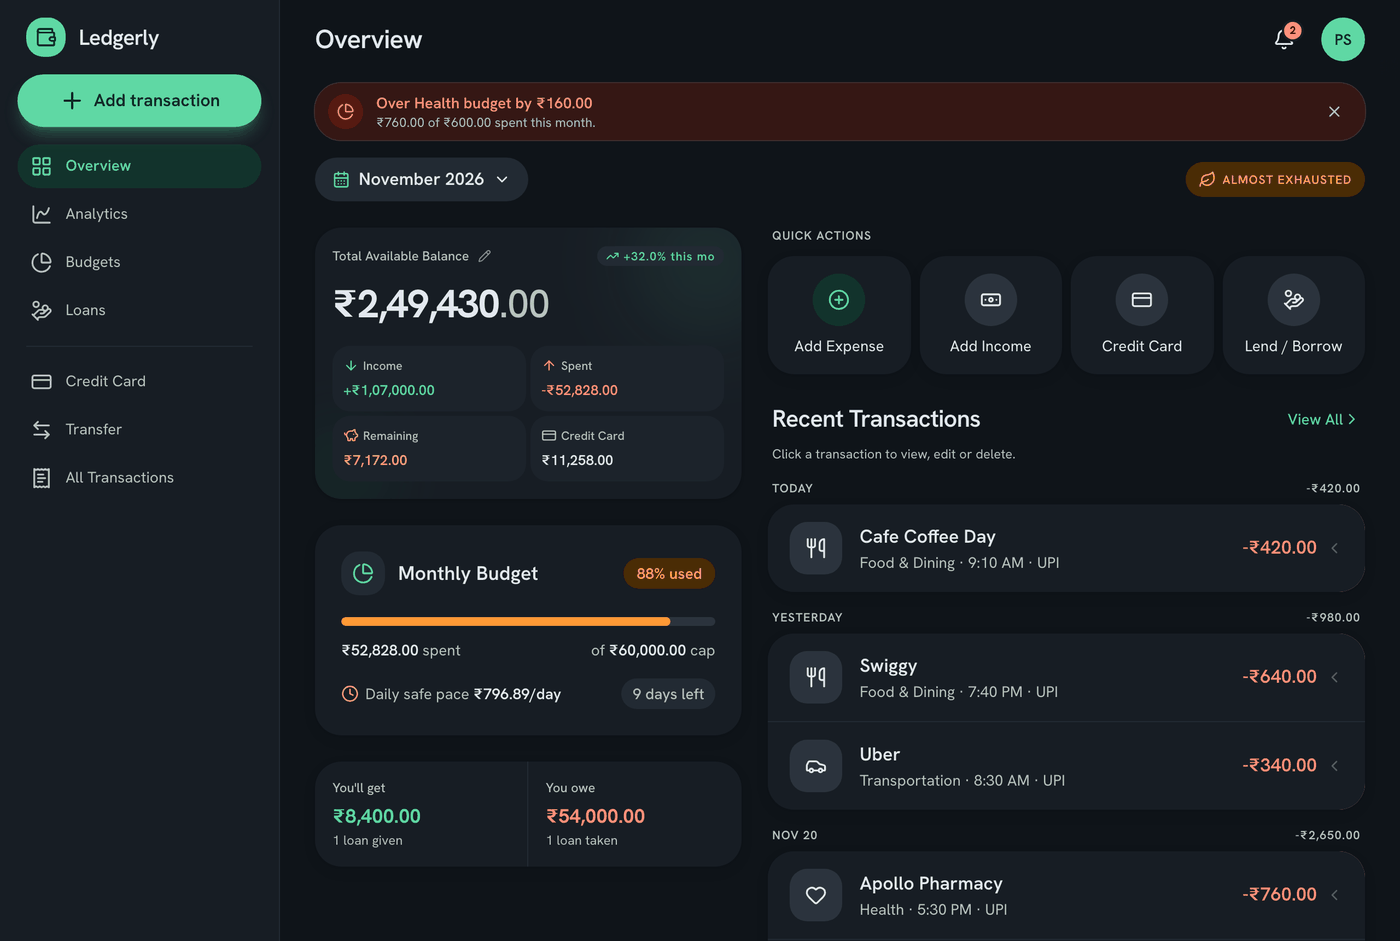 Ledgerly
Add transaction
Overview
Analytics
Budgets
Loans
Credit Card
Transfer
All Transactions
Overview
2
PS
Over Health budget by ₹160.00
₹760.00 of ₹600.00 spent this month.
November 2026
ALMOST EXHAUSTED
Total Available Balance
+32.0% this mo
₹2,49,430.00
Income
+₹1,07,000.00
Spent
-₹52,828.00
Remaining
₹7,172.00
Credit Card
₹11,258.00
Monthly Budget
88% used
₹52,828.00 spent
of ₹60,000.00 cap
Daily safe pace ₹796.89/day
9 days left
You'll get
₹8,400.00
1 loan given
You owe
₹54,000.00
1 loan taken
QUICK ACTIONS
Add Expense
Add Income
Credit Card
Lend / Borrow
Recent Transactions
View All
Click a transaction to view, edit or delete.
TODAY
-₹420.00
Cafe Coffee Day
Food & Dining · 9:10 AM · UPI
-₹420.00
YESTERDAY
-₹980.00
Swiggy
Food & Dining · 7:40 PM · UPI
-₹640.00
Uber
Transportation · 8:30 AM · UPI
-₹340.00
NOV 20
-₹2,650.00
Apollo Pharmacy
Health · 5:30 PM · UPI
-₹760.00